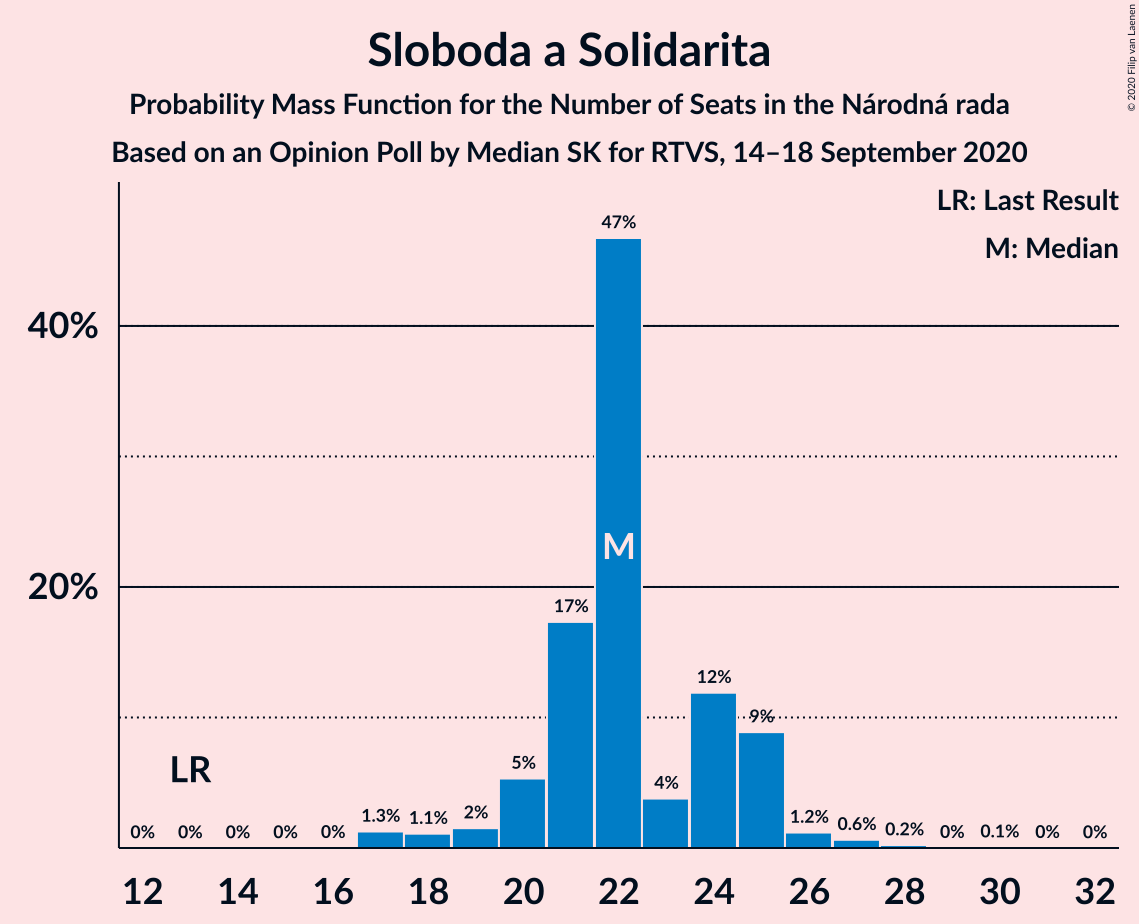 © 2020 Filip van Laenen
Sloboda a Solidarita
Probability Mass Function for the Number of Seats in the Národná rada
Based on an Opinion Poll by Median SK for RTVS, 14–18 September 2020
LR: Last Result
M: Median
47%
40%
M
20%
17%
12%
9%
LR
5%
4%
0% 0% 0% 0% 0% 1.3% 1.1% 2% 1.2% 0.6% 0.2% 0% 0.1% 0% 0%
12 14 16 18 20 22 24 26 28 30 32